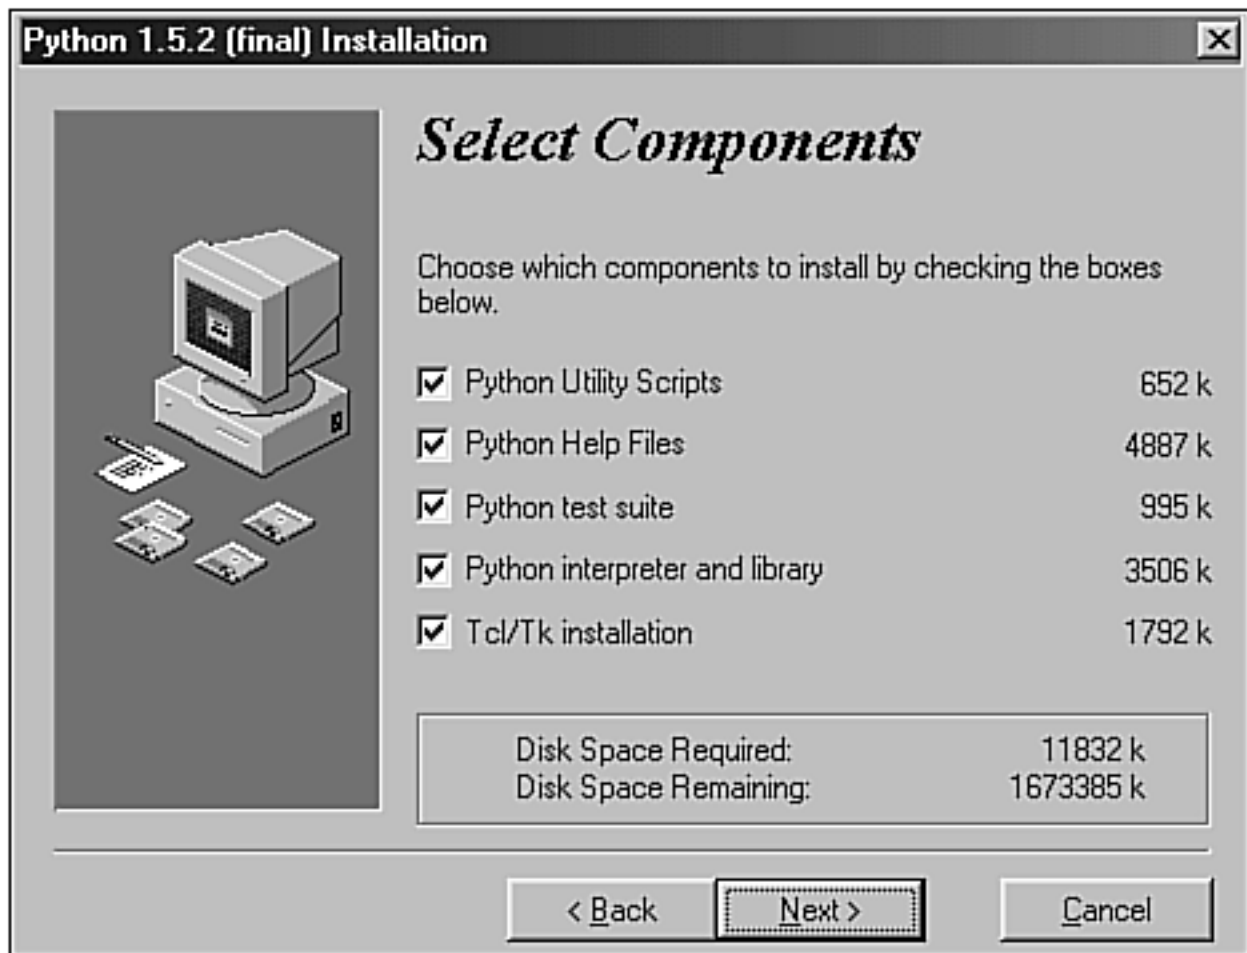 Python 1.5.2 (final) Installation
Select Components
Choose which components to install by checking the boxes
below.
Python Utility Scripts 652 k
Python Help Files 4887 k
Python test suite 995 k
Python interpreter and library 3506 k
Tcl/Tk installation 1792 k
Disk Space Required: 11832 k
Disk Space Remaining: 1673385 k
< Back Next > Cancel